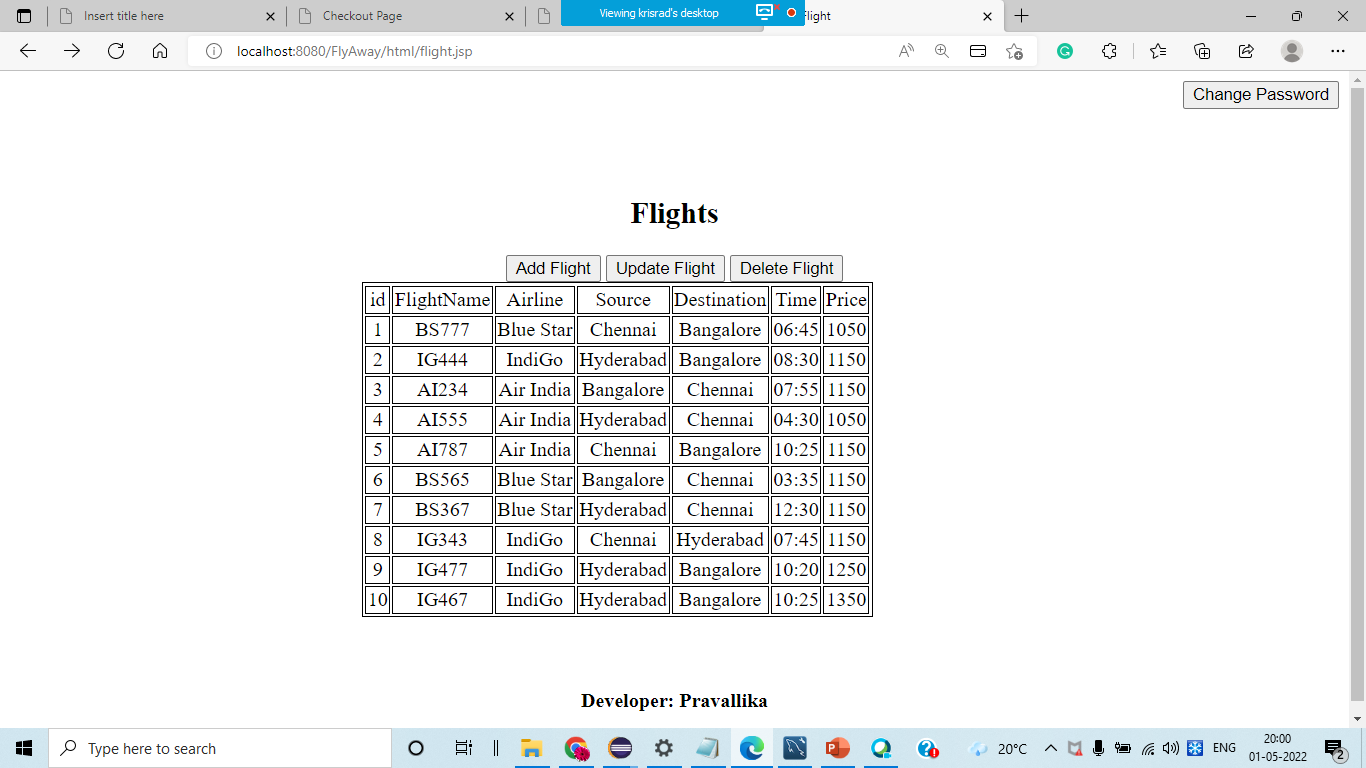 Insert title here
Checkout Page
Viewing krisrad's desktop
Flight
localhost:8080/FlyAway/html/flight.jsp
Change Password
Flights
Add Flight Update Flight Delete Flight
id FlightName Airline Source Destination Time Price
1 BS777 Blue Star Chennai Bangalore 06:45 1050
2 IG444 IndiGo Hyderabad Bangalore 08:30 1150
3 AI234 Air India Bangalore Chennai 07:55 1150
4 AI555 Air India Hyderabad Chennai 04:30 1050
5 AI787 Air India Chennai Bangalore 10:25 1150
6 BS565 Blue Star Bangalore Chennai 03:35 1150
7 BS367 Blue Star Hyderabad Chennai 12:30 1150
8 IG343 IndiGo Chennai Hyderabad 07:45 1150
9 IG477 IndiGo Hyderabad Bangalore 10:20 1250
10 IG467 IndiGo Hyderabad Bangalore 10:25 1350
Developer: Pravallika
Type here to search
20°C
ENG
20:00
01-05-2022
2